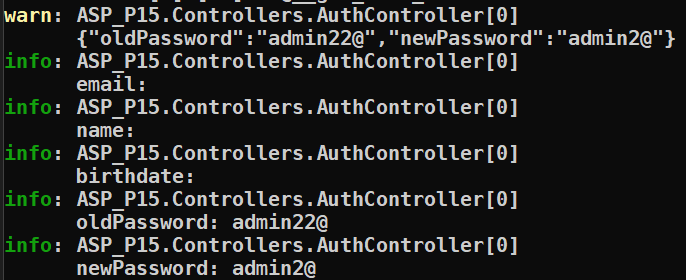 warn: ASP_P15.Controllers.AuthController[0]
{"oldPassword":"admin22@","newPassword":"admin2@"}
info: ASP_P15.Controllers.AuthController[0]
email:
info: ASP_P15.Controllers.AuthController[0]
name:
info: ASP_P15.Controllers.AuthController[0]
birthdate:
info: ASP_P15.Controllers.AuthController[0]
oldPassword: admin22@
info: ASP_P15.Controllers.AuthController[0]
newPassword: admin2@